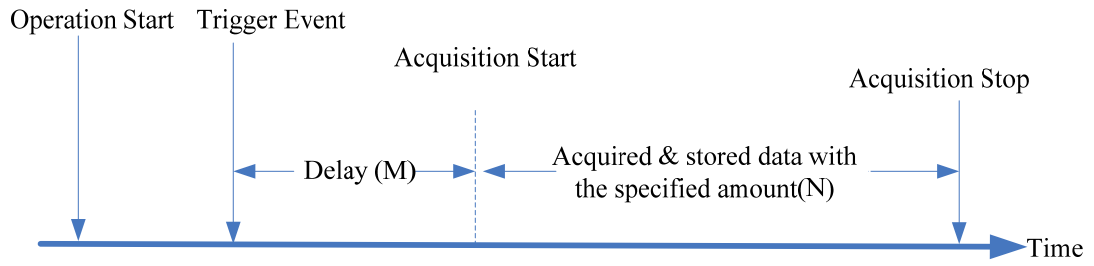 Operation Start
Trigger Event
Acquisition Start
Acquisition Stop
Delay (M)
Acquired & stored data with
the specified amount(N)
Time